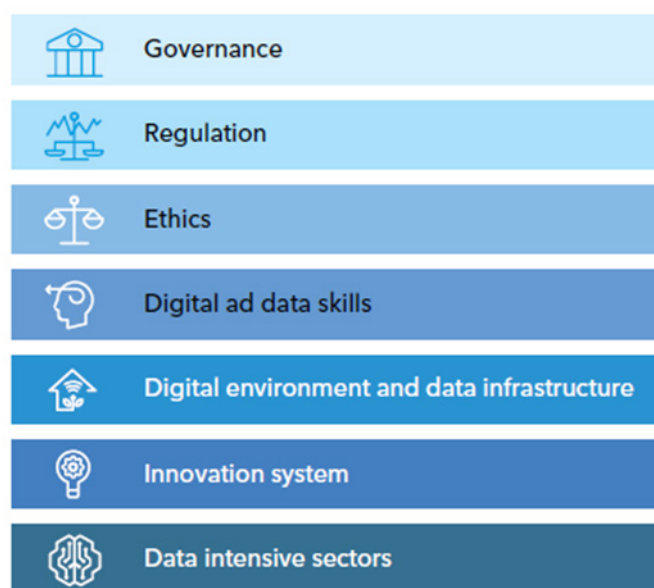 Governance
Regulation
Ethics
Digital ad data skills
Digital environment and data infrastructure
Innovation system
Data intensive sectors